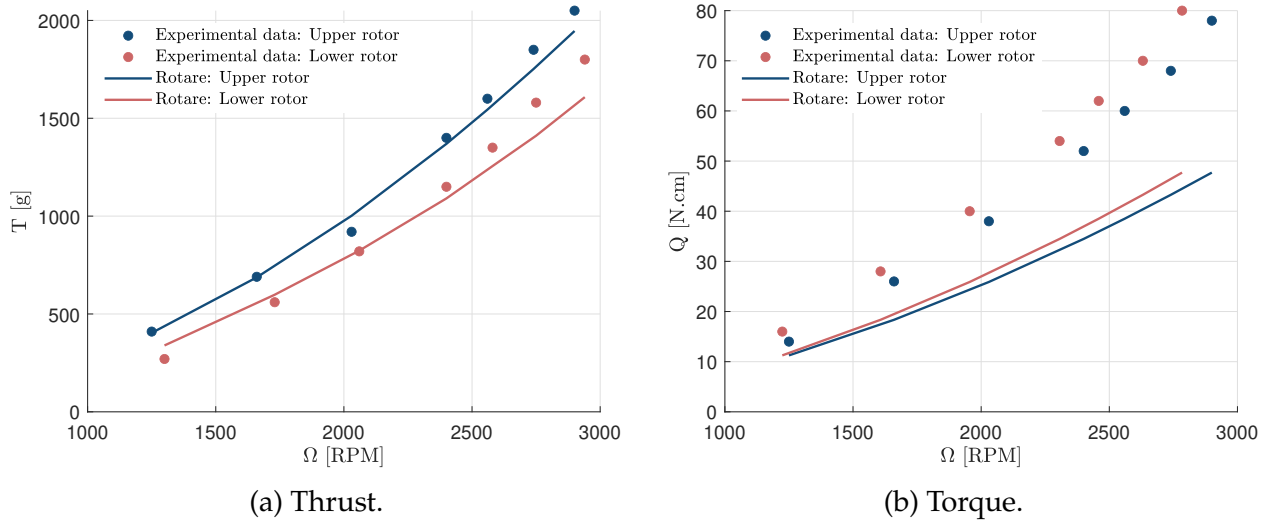 2000
1500
1000
500
0
T [g]
Experimental data: Upper rotor
Experimental data: Lower rotor
Rotare: Upper rotor
Rotare: Lower rotor
1000 1500 2000 2500 3000
Ω [RPM]
(a) Thrust.
80
70
60
50
40
30
20
10
0
Q [N.cm]
Experimental data: Upper rotor
Experimental data: Lower rotor
Rotare: Upper rotor
Rotare: Lower rotor
1000 1500 2000 2500 3000
Ω [RPM]
(b) Torque.